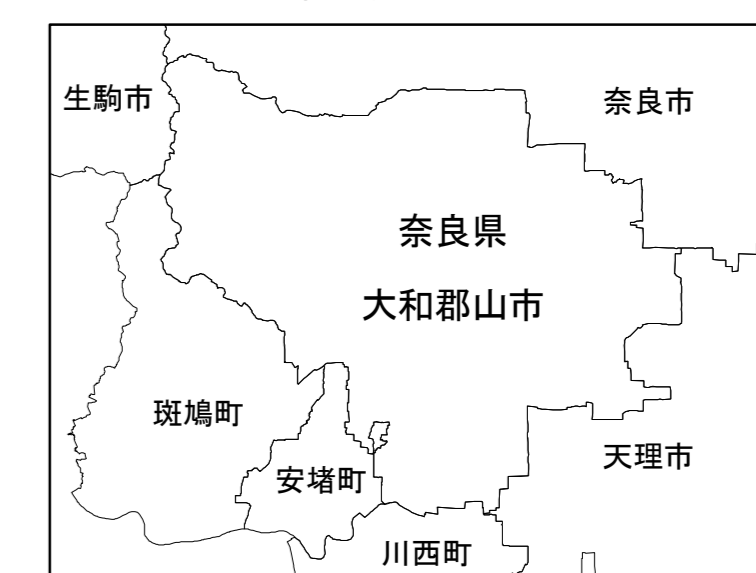 生駒市
奈良市
奈良県
大和郡山市
斑鳩町
天理市
安堵町
川西町